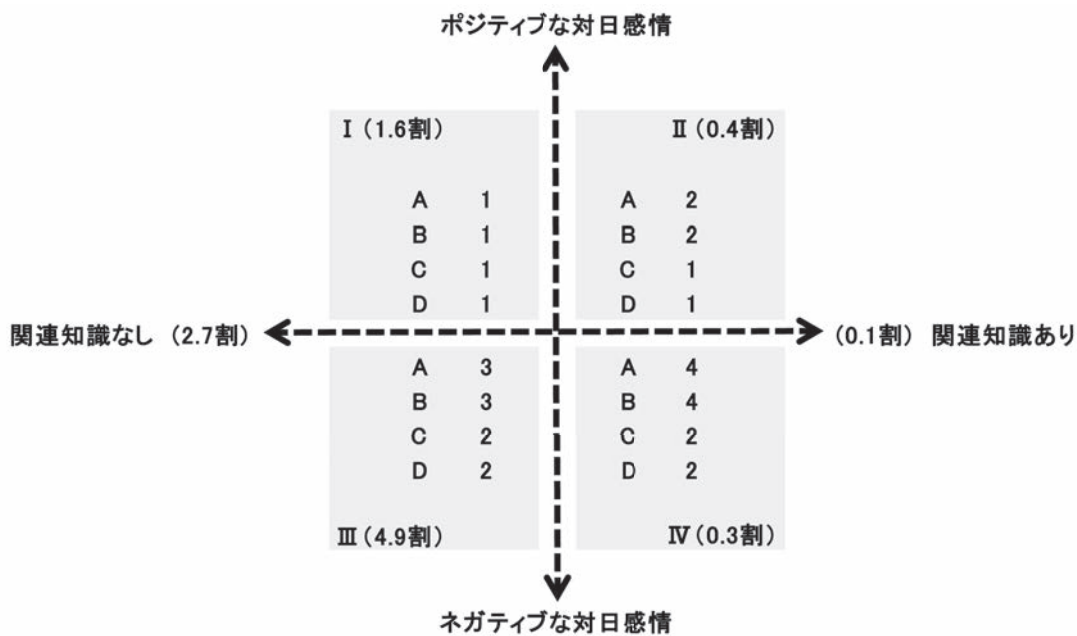 ポジティブな対日感情
Ⅰ（1.6割）
Ⅱ（0.4割）
A 1
B 1
C 1
D 1
A 2
B 2
C 1
D 1
関連知識なし （2.7割）
（0.1割） 関連知識あり
A 3
B 3
C 2
D 2
A 4
B 4
C 2
D 2
Ⅲ（4.9割）
Ⅳ（0.3割）
ネガティブな対日感情